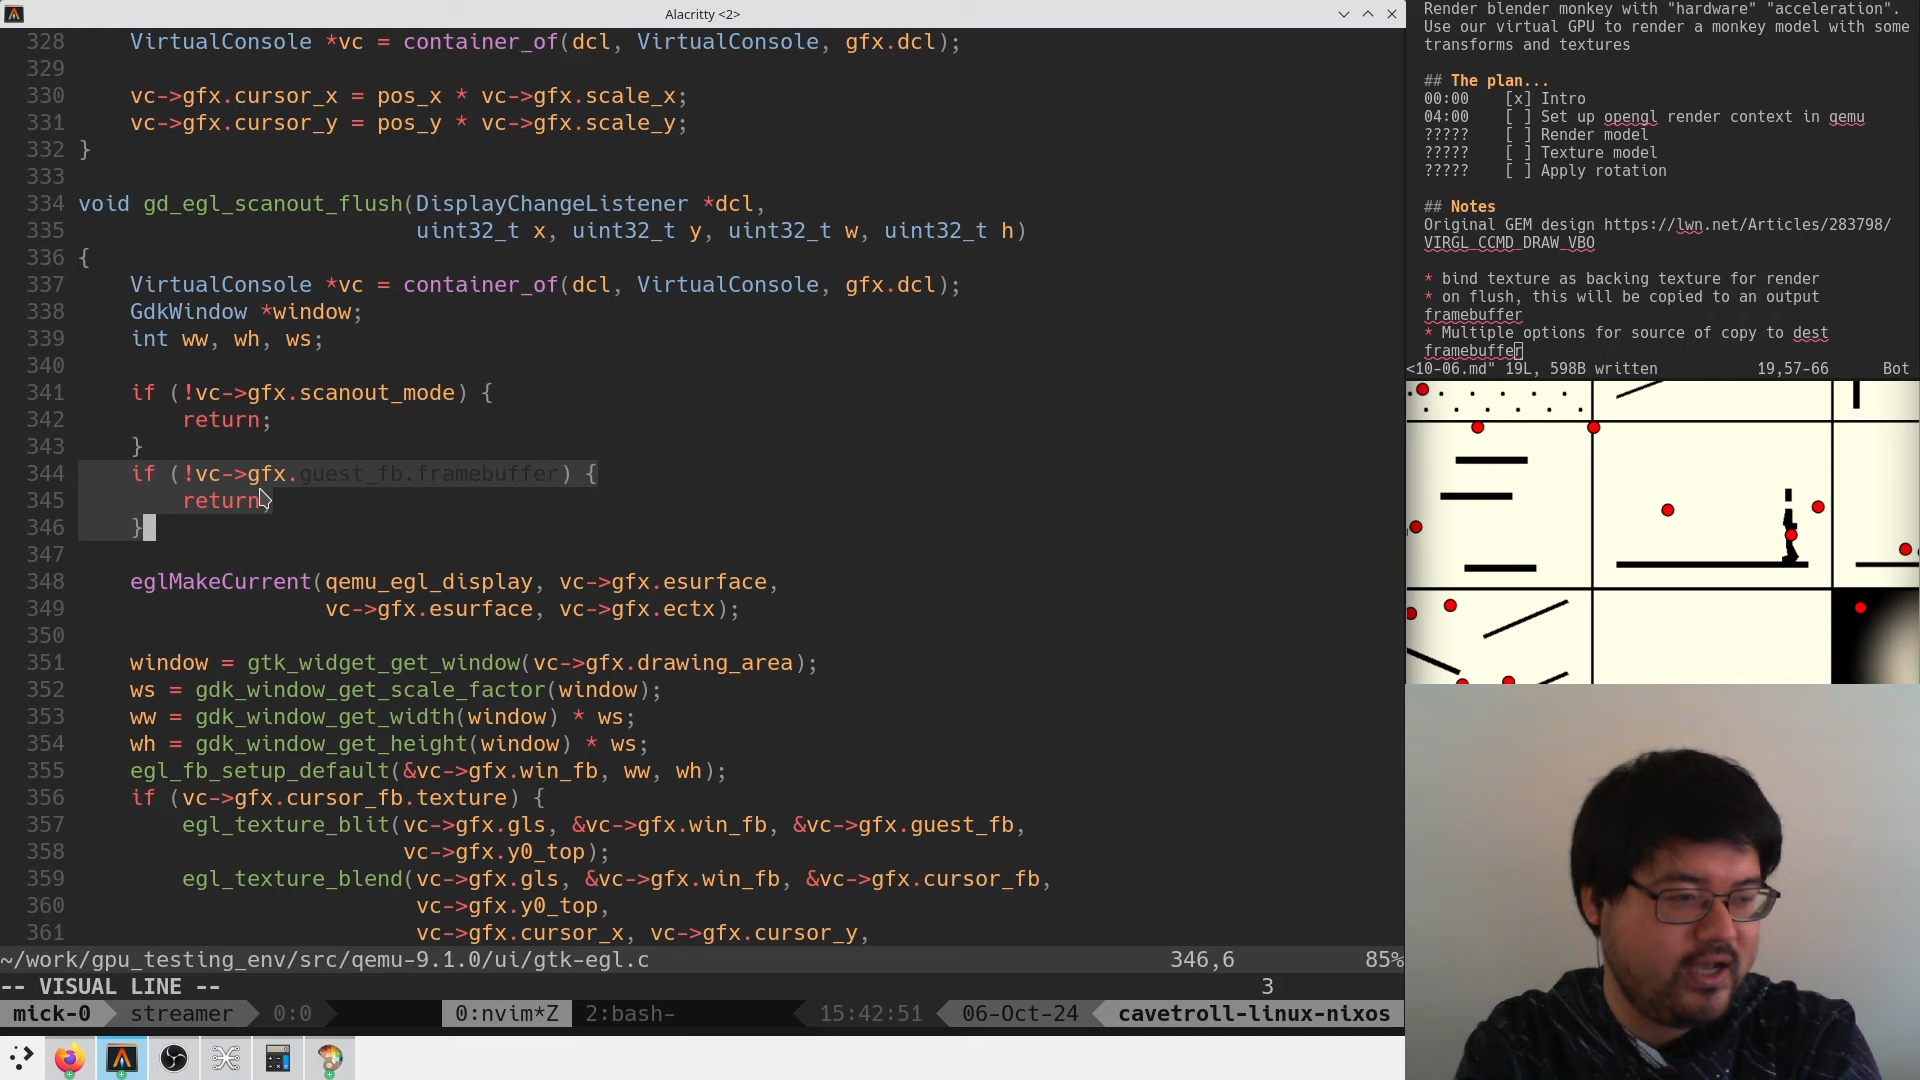 Alacritty <2>
328 VirtualConsole *vc = container_of(dcl, VirtualConsole, gfx.dcl);
329
330 vc->gfx.cursor_x = pos_x * vc->gfx.scale_x;
331 vc->gfx.cursor_y = pos_y * vc->gfx.scale_y;
332 }
333
334 void gd_egl_scanout_flush(DisplayChangeListener *dcl,
335 uint32_t x, uint32_t y, uint32_t w, uint32_t h)
336 {
337 VirtualConsole *vc = container_of(dcl, VirtualConsole, gfx.dcl);
338 GdkWindow *window;
339 int ww, wh, ws;
340
341 if (!vc->gfx.scanout_mode) {
342 return;
343 }
344 if (!vc->gfx.guest_fb.framebuffer) {
345 return;
346 }
347
348 eglMakeCurrent(qemu_egl_display, vc->gfx.esurface,
349 vc->gfx.esurface, vc->gfx.ectx);
350
351 window = gtk_widget_get_window(vc->gfx.drawing_area);
352 ws = gdk_window_get_scale_factor(window);
353 ww = gdk_window_get_width(window) * ws;
354 wh = gdk_window_get_height(window) * ws;
355 egl_fb_setup_default(&vc->gfx.win_fb, ww, wh);
356 if (vc->gfx.cursor_fb.texture) {
357 egl_texture_blit(vc->gfx.gls, &vc->gfx.win_fb, &vc->gfx.guest_fb,
358 vc->gfx.y0_top);
359 egl_texture_blend(vc->gfx.gls, &vc->gfx.win_fb, &vc->gfx.cursor_fb,
360 vc->gfx.y0_top,
361 vc->gfx.cursor_x, vc->gfx.cursor_y,
~/work/gpu_testing_env/src/qemu-9.1.0/ui/gtk-egl.c 346,6 85%
-- VISUAL LINE -- 3
mick-0 streamer 0:0 0:nvim*Z 2:bash- 15:42:51 06-Oct-24 cavetroll-linux-nixos
Render blender monkey with "hardware" "acceleration".
Use our virtual GPU to render a monkey model with some
transforms and textures
## The plan...
00:00 [x] Intro
04:00 [ ] Set up opengl render context in qemu
????? [ ] Render model
????? [ ] Texture model
????? [ ] Apply rotation
## Notes
Original GEM design https://lwn.net/Articles/283798/
VIRGL_CCMD_DRAW_VBO
* bind texture as backing texture for render
* on flush, this will be copied to an output
framebuffer
* Multiple options for source of copy to dest
framebuffer
<10-06.md" 19L, 598B written 19,57-66 Bot